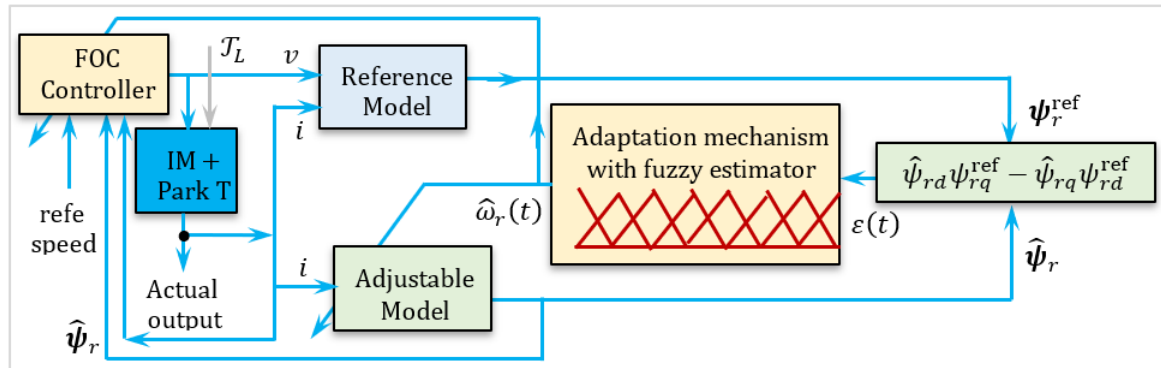 FOC
Controller
𝒯_L
v
i
Reference
Model
ψ_r^ref
IM +
Park T
Adaptation mechanism
with fuzzy estimator
ψ̂_rd ψ_rq^ref − ψ̂_rq ψ_rd^ref
refe
speed
ω̂_r(t)
ε(t)
ψ̂_r
i
Adjustable
Model
Actual
output
ψ̂_r